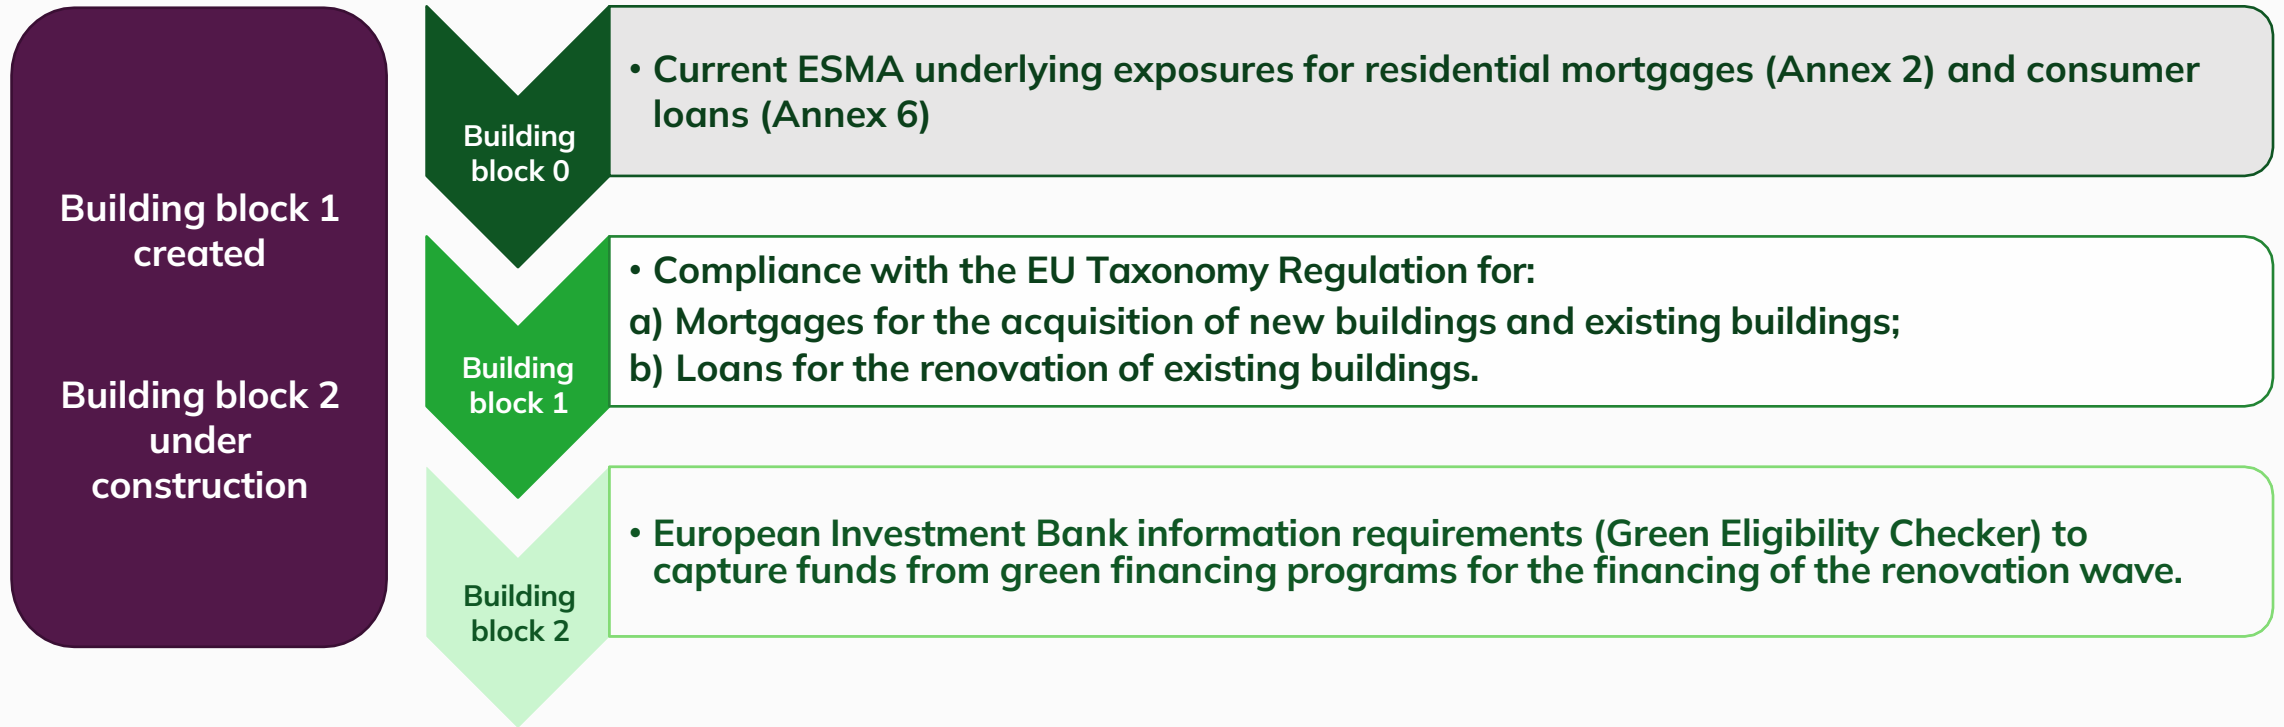 Building block 1
created
Building block 2
under
construction
Building
block 0
• Current ESMA underlying exposures for residential mortgages (Annex 2) and consumer
loans (Annex 6)
Building
block 1
• Compliance with the EU Taxonomy Regulation for:
a) Mortgages for the acquisition of new buildings and existing buildings;
b) Loans for the renovation of existing buildings.
Building
block 2
• European Investment Bank information requirements (Green Eligibility Checker) to
capture funds from green financing programs for the financing of the renovation wave.